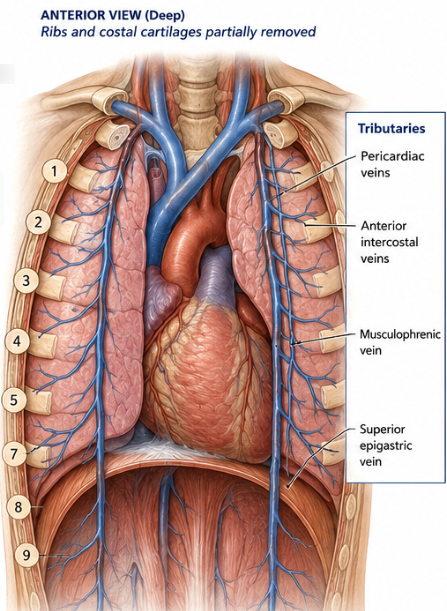 ANTERIOR VIEW (Deep)
Ribs and costal cartilages partially removed
Tributaries
Pericardiac
veins
Anterior
intercostal
veins
Musculophrenic
vein
Superior
epigastric
vein
1
2
3
4
5
7
8
9